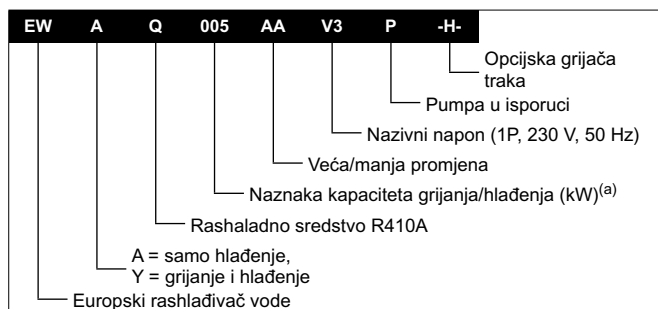 EW A Q 005 AA V3 P -H-
Opcijska grijača
traka
Pumpa u isporuci
Nazivni napon (1P, 230 V, 50 Hz)
Veća/manja promjena
Naznaka kapaciteta grijanja/hlađenja (kW)(a)
Rashaladno sredstvo R410A
A = samo hlađenje,
Y = grijanje i hlađenje
Europski rashlađivač vode